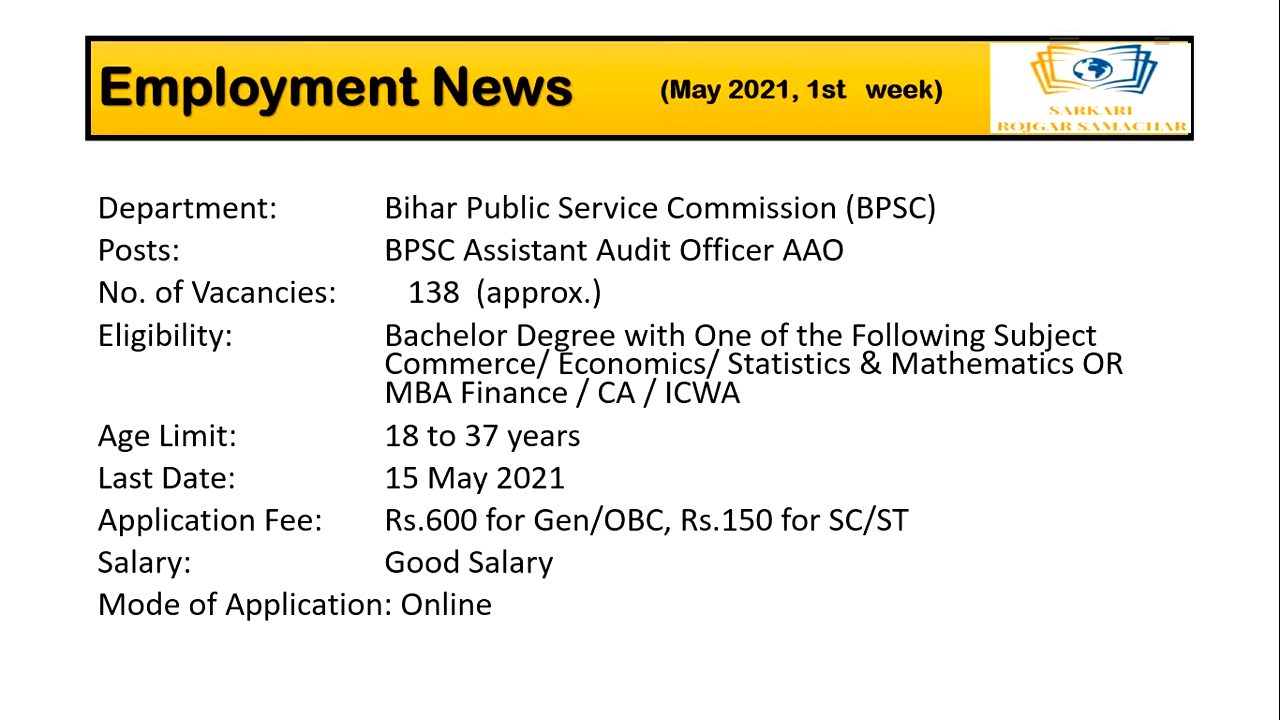 Employment News (May 2021, 1st week)
SARKARI
ROJGAR SAMACHAR
Department: Bihar Public Service Commission (BPSC)
Posts: BPSC Assistant Audit Officer AAO
No. of Vacancies: 138 (approx.)
Eligibility: Bachelor Degree with One of the Following Subject
Commerce/ Economics/ Statistics & Mathematics OR
MBA Finance / CA / ICWA
Age Limit: 18 to 37 years
Last Date: 15 May 2021
Application Fee: Rs.600 for Gen/OBC, Rs.150 for SC/ST
Salary: Good Salary
Mode of Application: Online